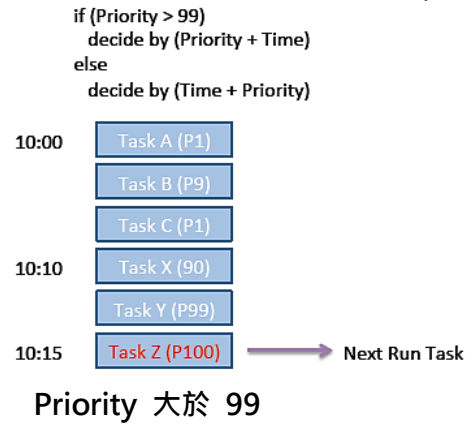 if (Priority > 99)
decide by (Priority + Time)
else
decide by (Time + Priority)
10:00 Task A (P1)
Task B (P9)
Task C (P1)
10:10 Task X (90)
Task Y (P99)
10:15 Task Z (P100) Next Run Task
Priority 大於 99